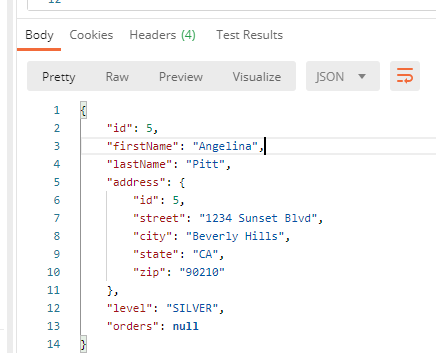 12
Body Cookies Headers (4) Test Results
Pretty Raw Preview Visualize JSON
1 {
2 "id": 5,
3 "firstName": "Angelina",
4 "lastName": "Pitt",
5 "address": {
6 "id": 5,
7 "street": "1234 Sunset Blvd",
8 "city": "Beverly Hills",
9 "state": "CA",
10 "zip": "90210"
11 },
12 "level": "SILVER",
13 "orders": null
14 }